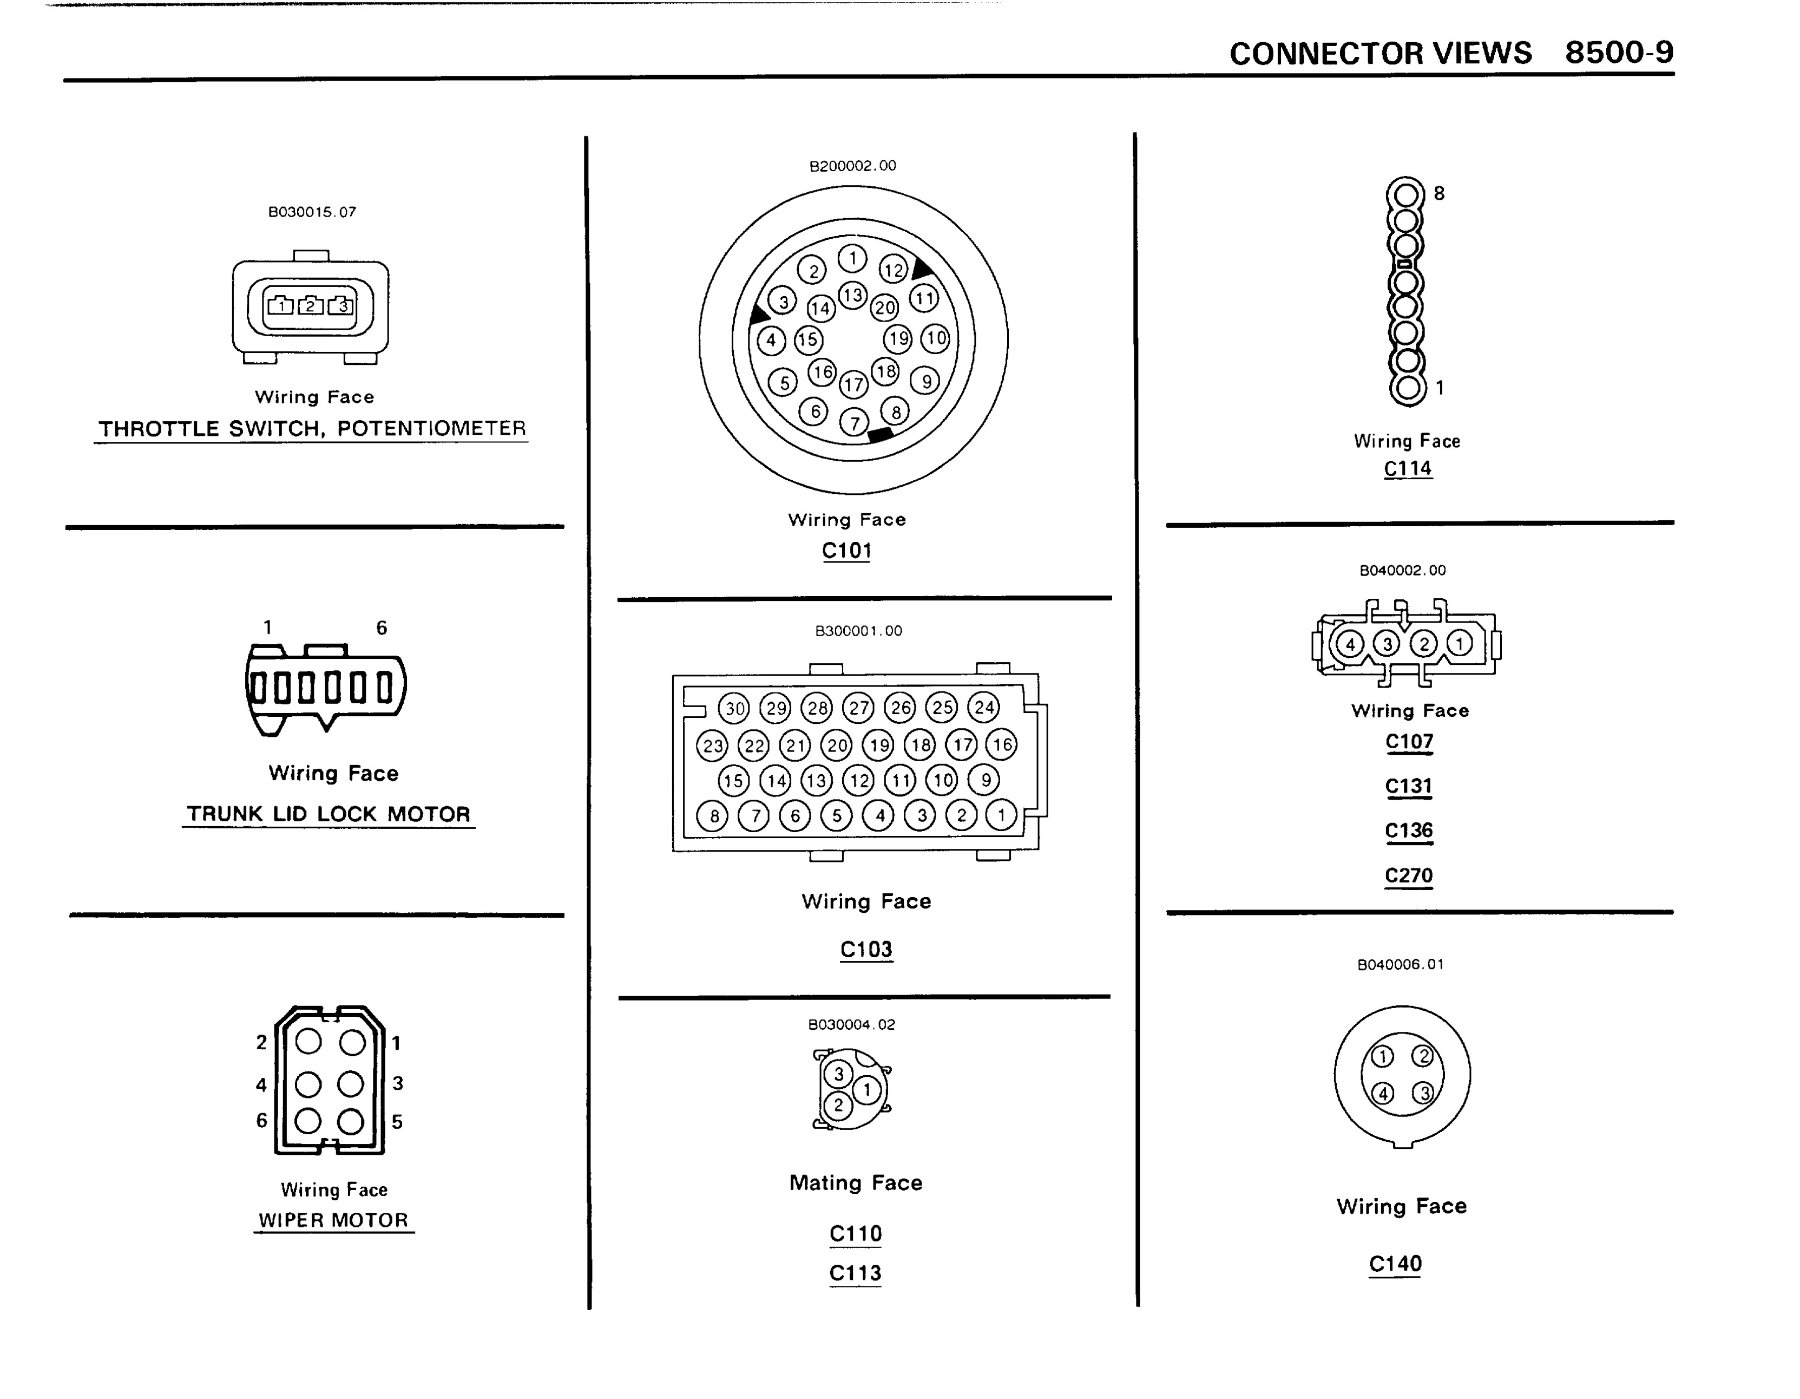 CONNECTOR VIEWS 8500-9
B030015.07
1 2 3
Wiring Face
THROTTLE SWITCH, POTENTIOMETER
1 6
Wiring Face
TRUNK LID LOCK MOTOR
2 1
4 3
6 5
Wiring Face
WIPER MOTOR
B200002.00
1
2 12
3 14 13 20 11
4 15 19 10
5 16 17 18 9
6 7 8
Wiring Face
C101
B300001.00
30 29 28 27 26 25 24
23 22 21 20 19 18 17 16
15 14 13 12 11 10 9
8 7 6 5 4 3 2 1
Wiring Face
C103
B030004.02
3
1
2
Mating Face
C110
C113
8
1
Wiring Face
C114
B040002.00
4 3 2 1
Wiring Face
C107
C131
C136
C270
B040006.01
1 2
4 3
Wiring Face
C140